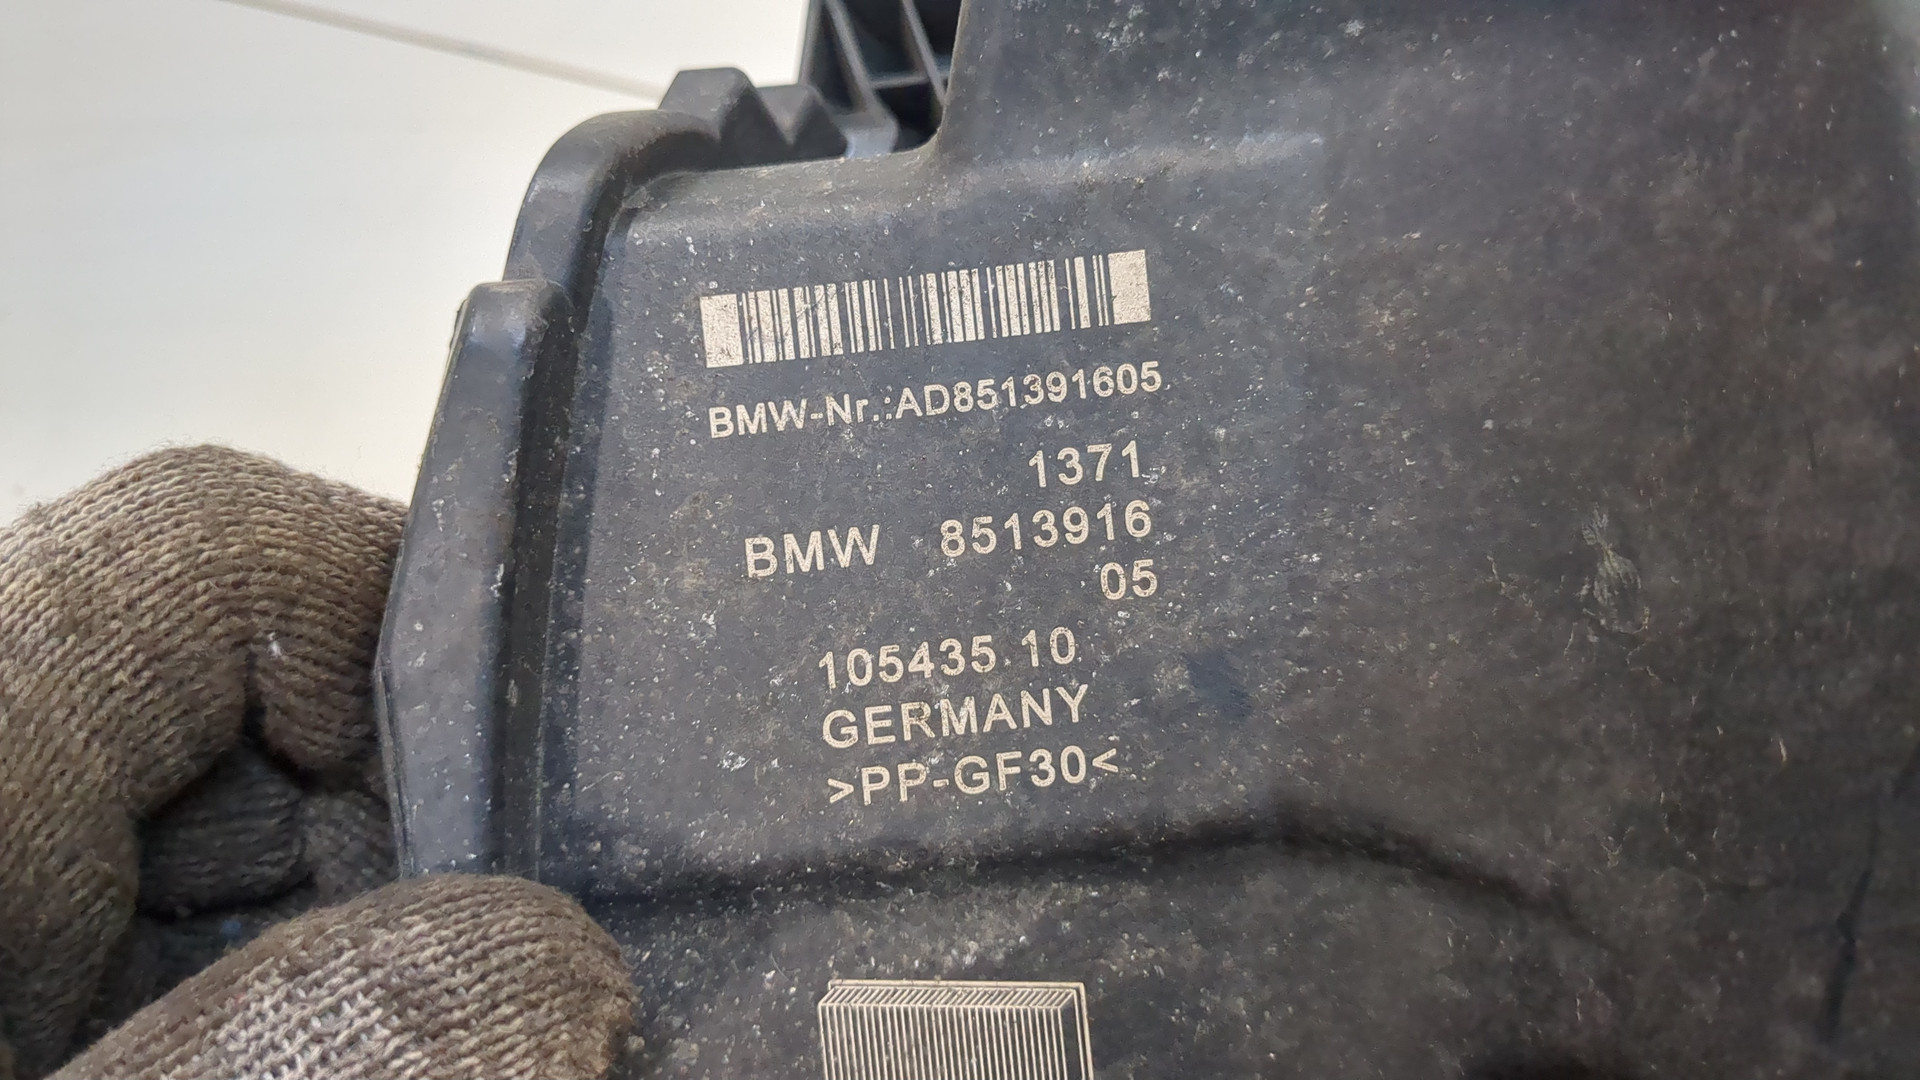 BMW-Nr.:AD851391605
1371
BMW 8513916
05
105435.10
GERMANY
>PP-GF30<